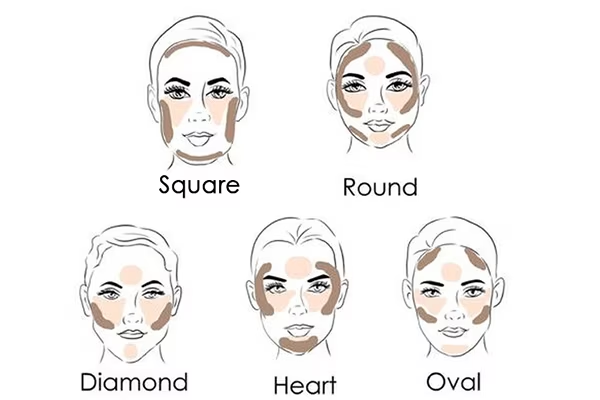 Square
Round
Diamond
Heart
Oval